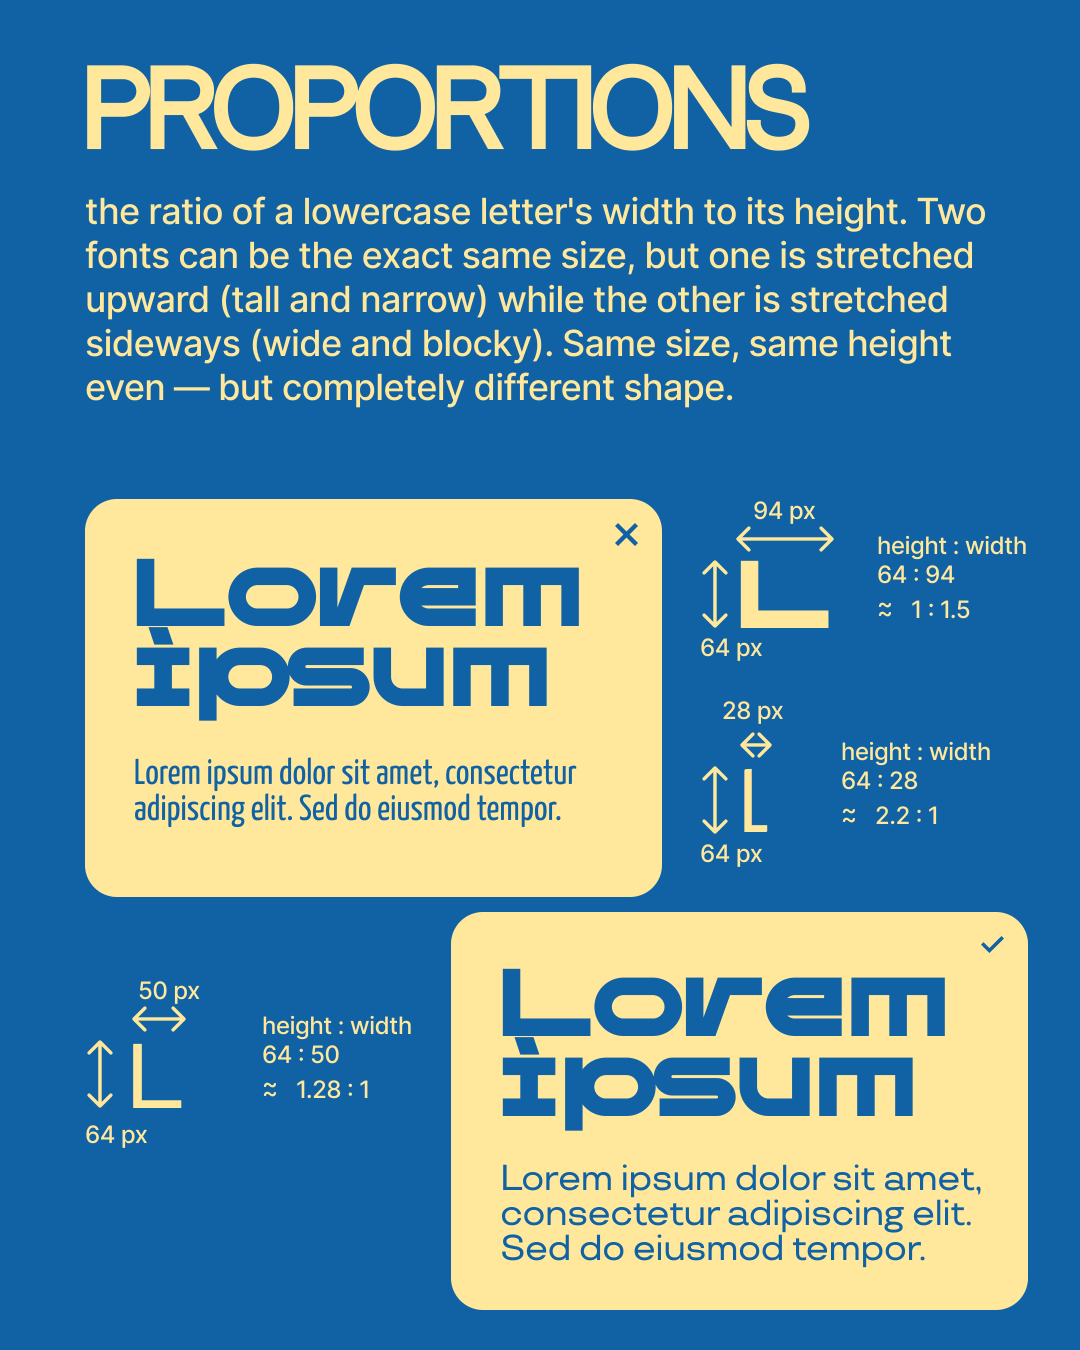 PROPORTIONS
the ratio of a lowercase letter's width to its height. Two
fonts can be the exact same size, but one is stretched
upward (tall and narrow) while the other is stretched
sideways (wide and blocky). Same size, same height
even — but completely different shape.
Lorem
ìpsum
Lorem ipsum dolor sit amet, consectetur
adipiscing elit. Sed do eiusmod tempor.
94 px
L
64 px
height : width
64 : 94
≈ 1 : 1.5
28 px
L
64 px
height : width
64 : 28
≈ 2.2 : 1
50 px
L
64 px
height : width
64 : 50
≈ 1.28 : 1
Lorem
ìpsum
Lorem ipsum dolor sit amet,
consectetur adipiscing elit.
Sed do eiusmod tempor.